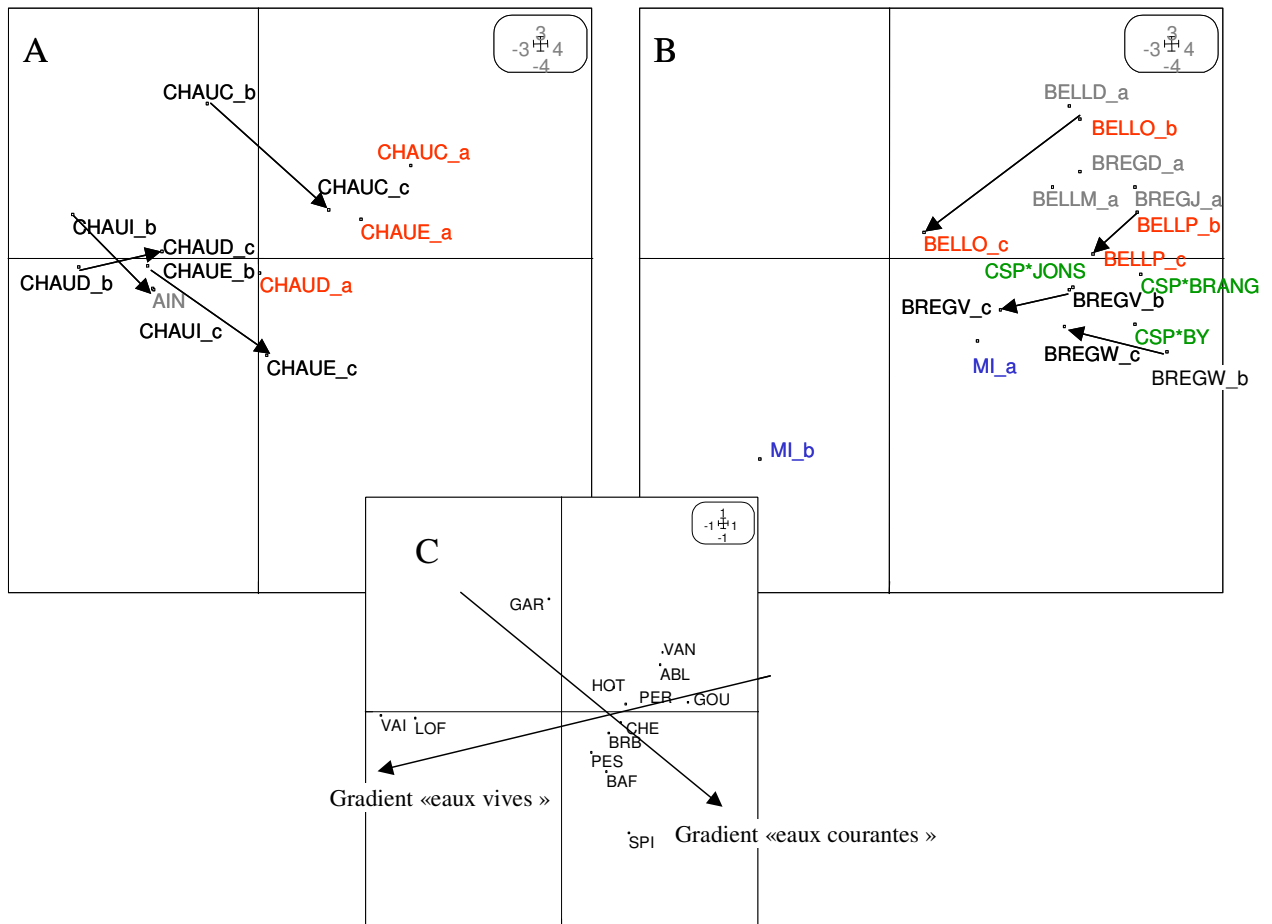 A
3
-3 4
-4
CHAUC_b
CHAUC_a
CHAUC_c
CHAUE_a
CHAUI_b
CHAUD_c
CHAUE_b
CHAUD_b
CHAUD_a
AIN
CHAUI_c
CHAUE_c
B
3
-3 4
-4
BELLD_a
BELLO_b
BREGD_a
BELLM_a
BREGJ_a
BELLP_b
BELLO_c
BELLP_c
CSP*JONS
CSP*BRANG
BREGV_c
BREGV_b
CSP*BY
BREGW_c
MI_a
BREGW_b
MI_b
C
1
-1 1
-1
GAR
VAN
ABL
HOT
PER
GOU
VAI
LOF
CHE
BRB
PES
BAF
Gradient «eaux vives »
SPI
Gradient «eaux courantes »